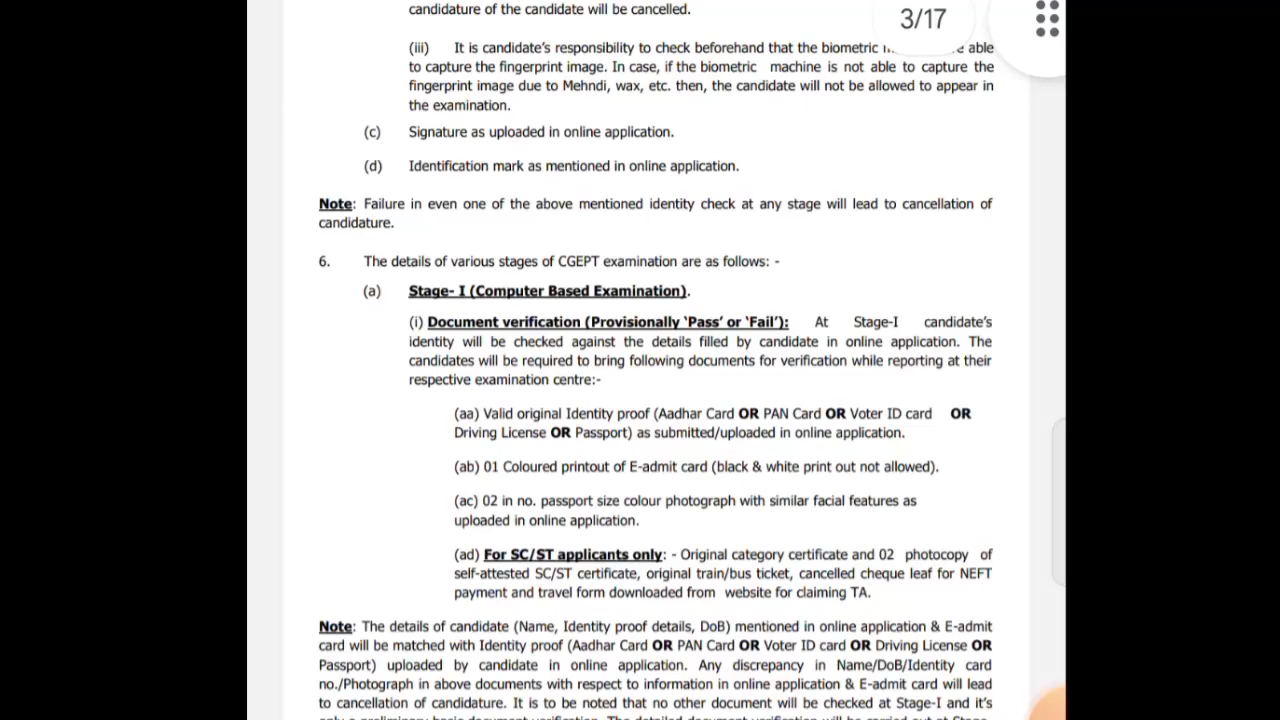 candidature of the candidate will be cancelled.
3/17
(iii) It is candidate's responsibility to check beforehand that the biometric able
to capture the fingerprint image. In case, if the biometric machine is not able to capture the
fingerprint image due to Mehndi, wax, etc. then, the candidate will not be allowed to appear in
the examination.
(c) Signature as uploaded in online application.
(d) Identification mark as mentioned in online application.
Note: Failure in even one of the above mentioned identity check at any stage will lead to cancellation of
candidature.
6. The details of various stages of CGEPT examination are as follows: -
(a) Stage- I (Computer Based Examination).
(i) Document verification (Provisionally 'Pass' or 'Fail'): At Stage-I candidate's
identity will be checked against the details filled by candidate in online application. The
candidates will be required to bring following documents for verification while reporting at their
respective examination centre:-
(aa) Valid original Identity proof (Aadhar Card OR PAN Card OR Voter ID card OR
Driving License OR Passport) as submitted/uploaded in online application.
(ab) 01 Coloured printout of E-admit card (black & white print out not allowed).
(ac) 02 in no. passport size colour photograph with similar facial features as
uploaded in online application.
(ad) For SC/ST applicants only: - Original category certificate and 02 photocopy of
self-attested SC/ST certificate, original train/bus ticket, cancelled cheque leaf for NEFT
payment and travel form downloaded from website for claiming TA.
Note: The details of candidate (Name, Identity proof details, DoB) mentioned in online application & E-admit
card will be matched with Identity proof (Aadhar Card OR PAN Card OR Voter ID card OR Driving License OR
Passport) uploaded by candidate in online application. Any discrepancy in Name/DoB/Identity card
no./Photograph in above documents with respect to information in online application & E-admit card will lead
to cancellation of candidature. It is to be noted that no other document will be checked at Stage-I and it's